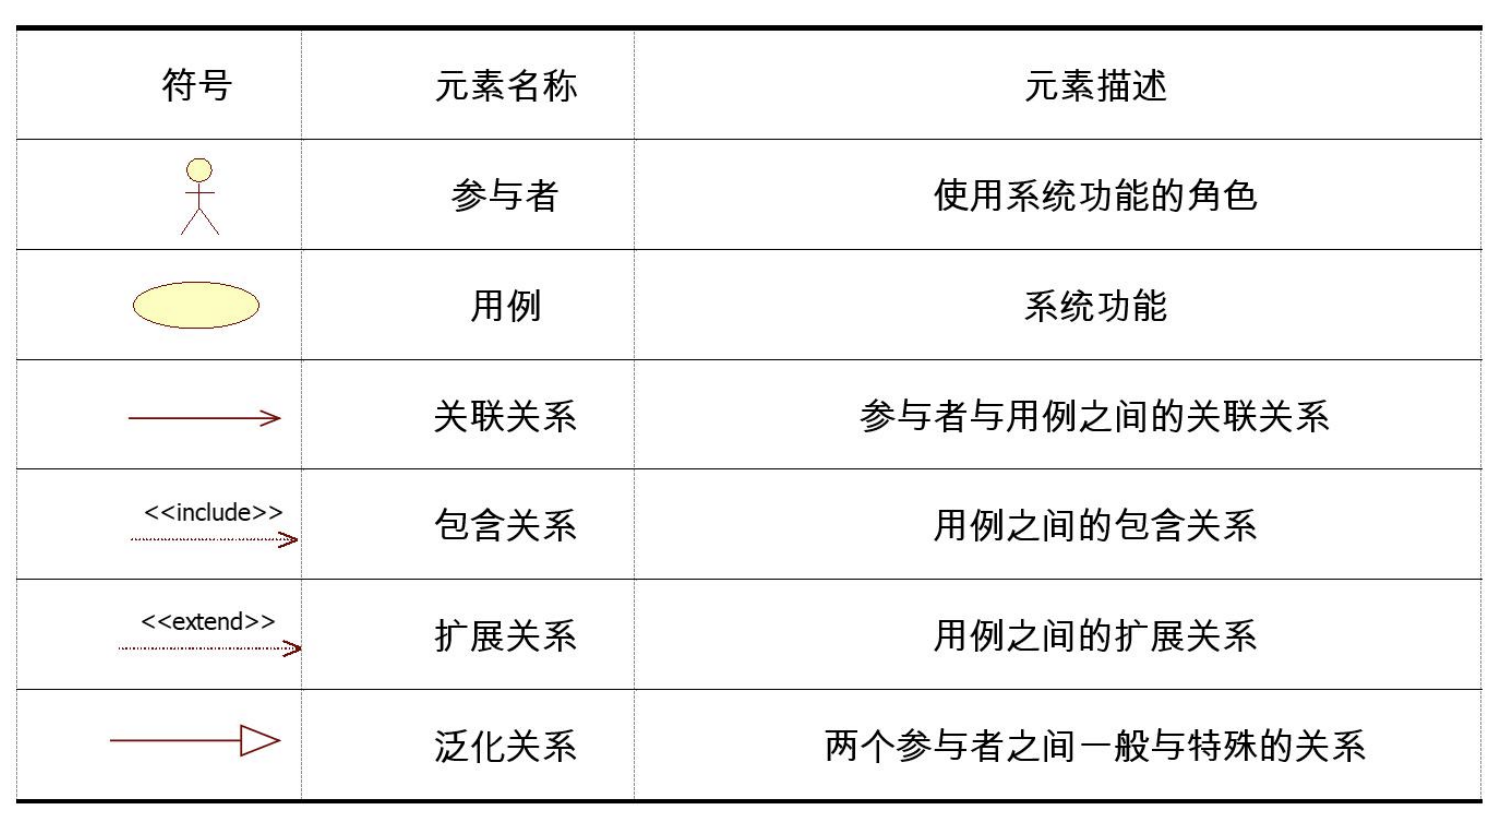 符号 元素名称 元素描述
参与者 使用系统功能的角色
用例 系统功能
关联关系 参与者与用例之间的关联关系
<<include>> 包含关系 用例之间的包含关系
<<extend>> 扩展关系 用例之间的扩展关系
泛化关系 两个参与者之间一般与特殊的关系